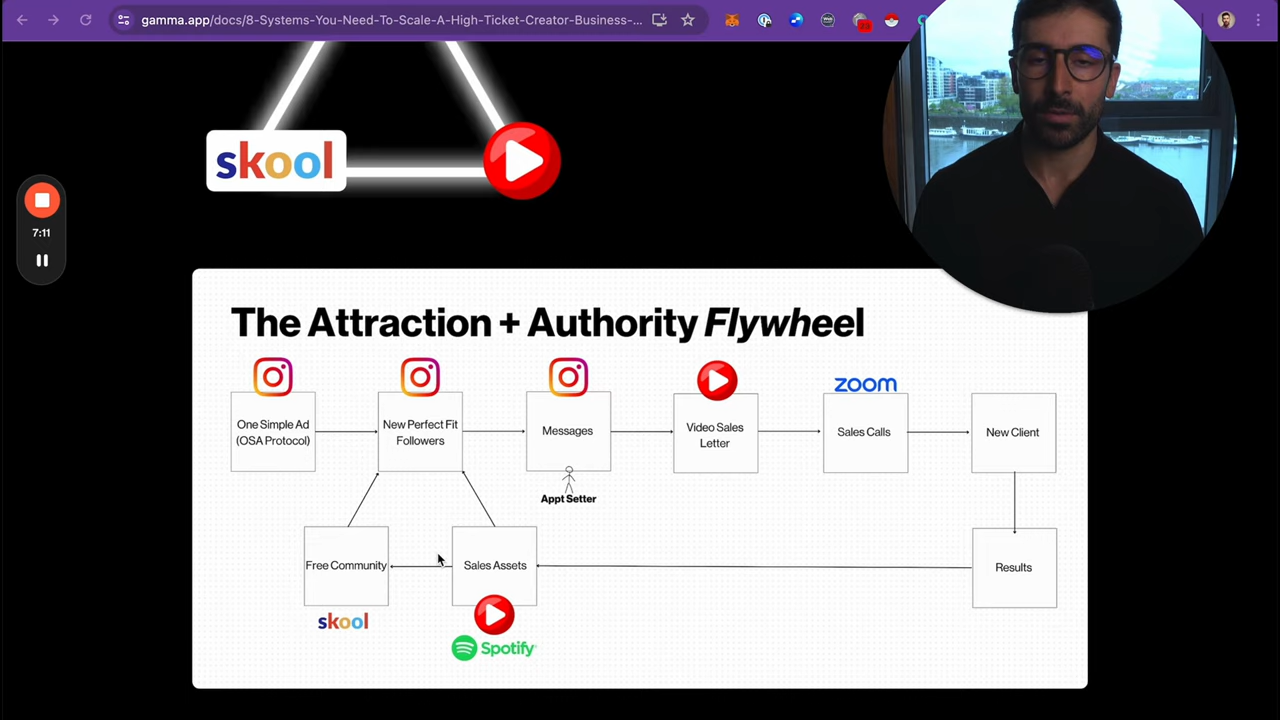 gamma.app/docs/8-Systems-You-Need-To-Scale-A-High-Ticket-Creator-Business-...
skool
7:11
The Attraction + Authority Flywheel
zoom
One Simple Ad
(OSA Protocol)
New Perfect Fit
Followers
Messages
Video Sales
Letter
Sales Calls
New Client
Appt Setter
Free Community
Sales Assets
Results
skool
Spotify